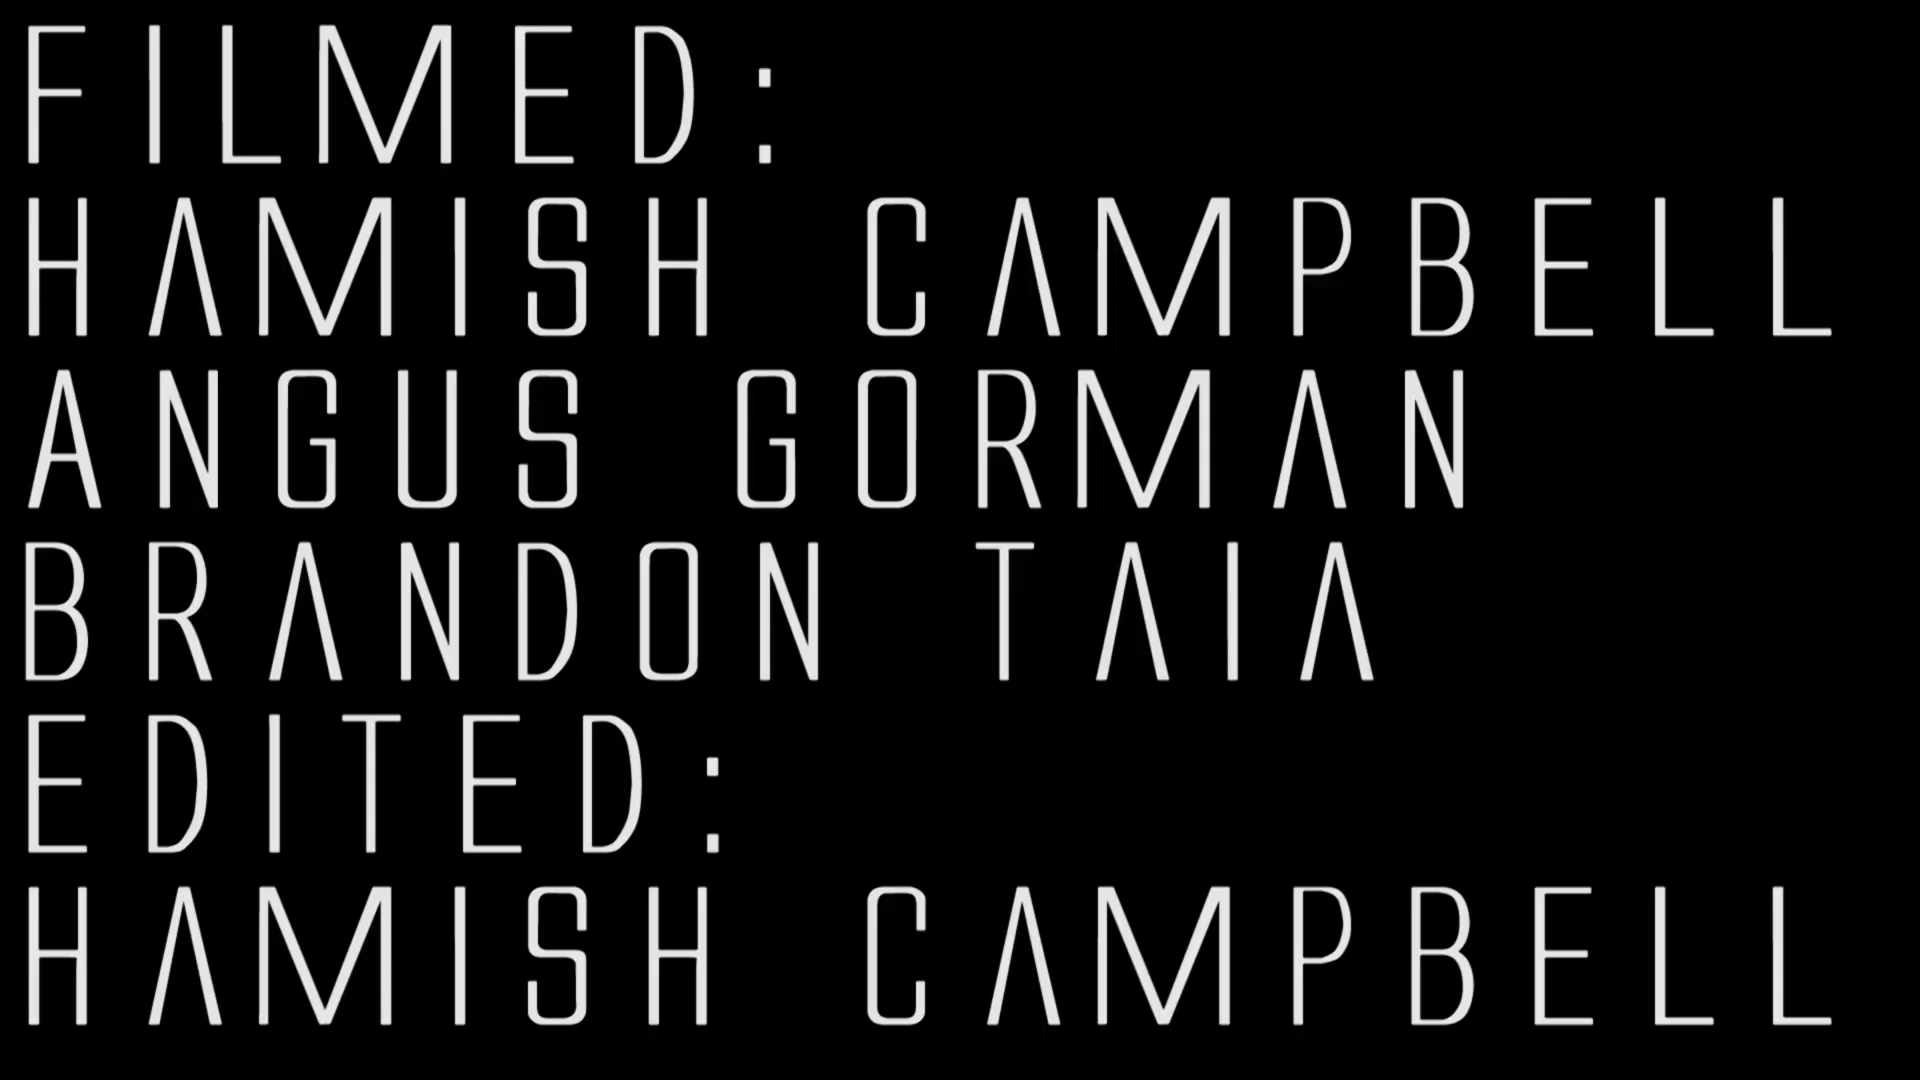 FILMED:
HAMISH CAMPBELL
ANGUS GORMAN
BRANDON TAIA
EDITED:
HAMISH CAMPBELL